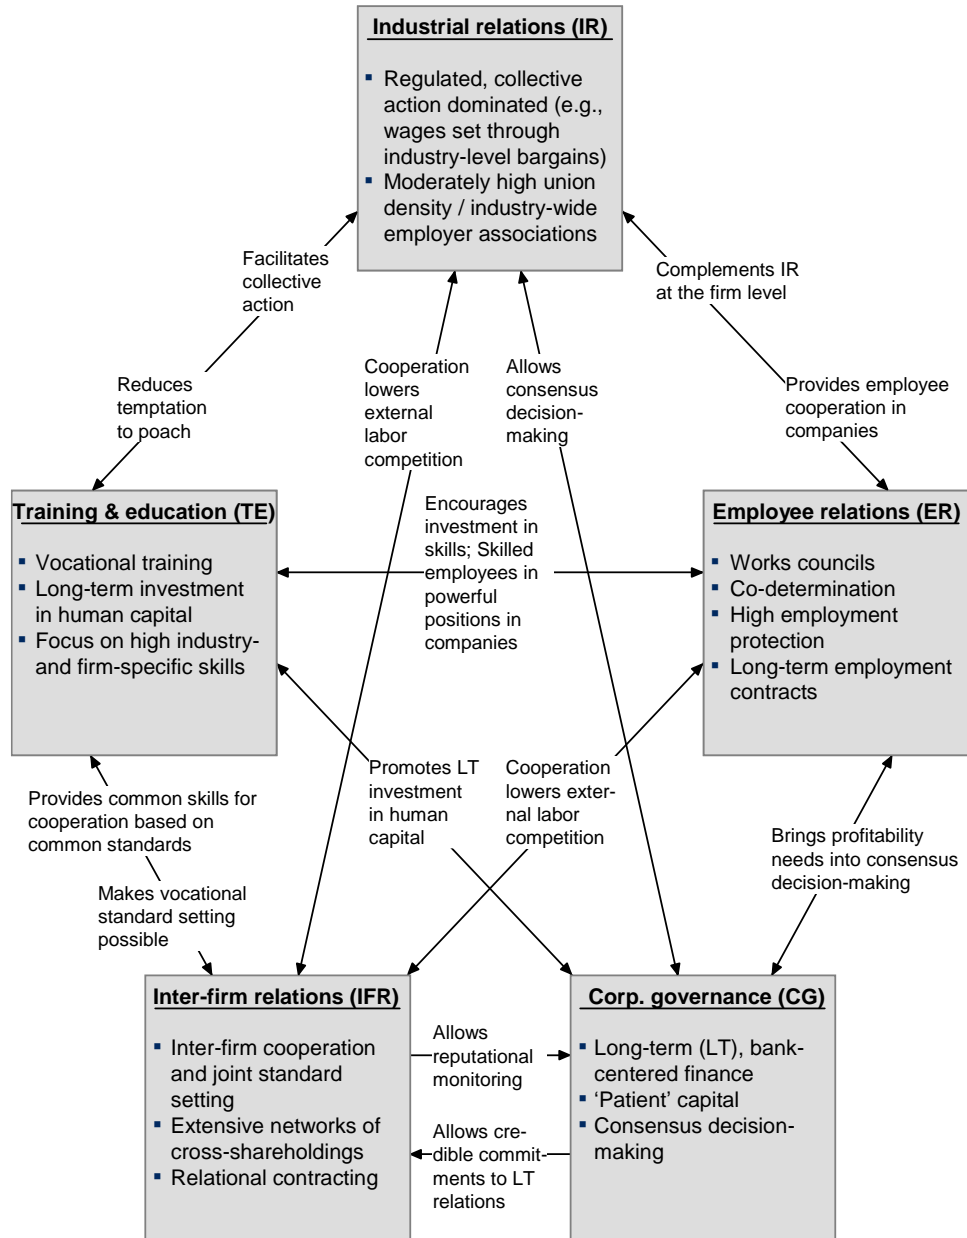 Industrial relations (IR)
▪ Regulated, collective
action dominated (e.g.,
wages set through
industry-level bargains)
▪ Moderately high union
density / industry-wide
employer associations
Facilitates
collective
action
Complements IR
at the firm level
Reduces
temptation
to poach
Cooperation
lowers
external
labor
competition
Allows
consensus
decision-
making
Provides employee
cooperation in
companies
Training & education (TE)
▪ Vocational training
▪ Long-term investment
in human capital
▪ Focus on high industry-
and firm-specific skills
Encourages
investment in
skills; Skilled
employees in
powerful
positions in
companies
Employee relations (ER)
▪ Works councils
▪ Co-determination
▪ High employment
protection
▪ Long-term employment
contracts
Provides common skills for
cooperation based on
common standards
Makes vocational
standard setting
possible
Promotes LT
investment
in human
capital
Cooperation
lowers exter-
nal labor
competition
Brings profitability
needs into consensus
decision-making
Inter-firm relations (IFR)
▪ Inter-firm cooperation
and joint standard
setting
▪ Extensive networks of
cross-shareholdings
▪ Relational contracting
Allows
reputational
monitoring
Allows cre-
dible commit-
ments to LT
relations
Corp. governance (CG)
▪ Long-term (LT), bank-
centered finance
▪ ‘Patient’ capital
▪ Consensus decision-
making